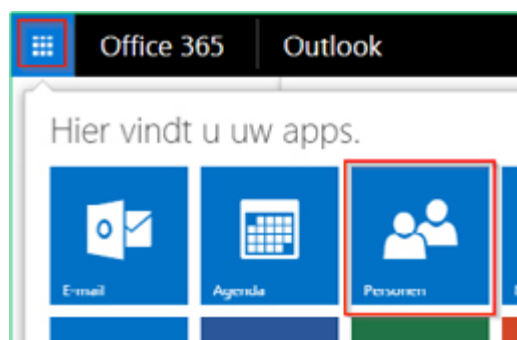 Office 365 Outlook
Hier vindt u uw apps.
E-mail Agenda Personen